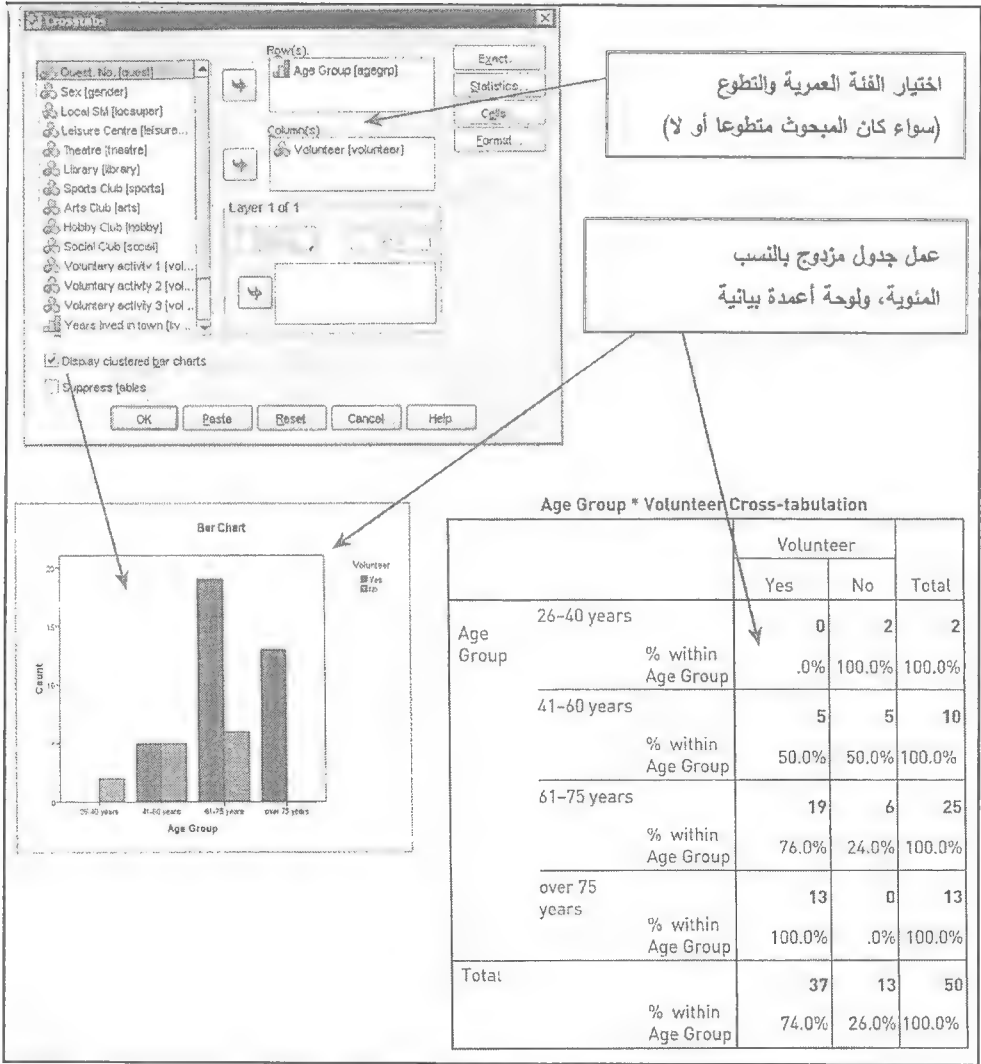 Crosstabs
Quest. No. [quest]
Sex [gender]
Local SM [locsuper]
Leisure Centre [leisure...
Theatre [theatre]
Library [library]
Sports Club [sports]
Arts Club [arts]
Hobby Club [hobby]
Social Club [social]
Voluntary activity 1 [vol...
Voluntary activity 2 [vol...
Voluntary activity 3 [vol...
Years lived in town [liv...
Row(s):
Age Group [agegrp]
Column(s):
Volunteer [volunteer]
Layer 1 of 1
Exact...
Statistics...
Cells
Format...
Display clustered bar charts
Suppress tables
OK Paste Reset Cancel Help
اختيار الفئة العمرية والتطوع
(سواء كان المبحوث متطوعا أو لا)
عمل جدول مزدوج بالنسب
المئوية، ولوحة أعمدة بيانية
Bar Chart
Volunteer
Yes
No
Count
20
15
10
5
0
26-40 years 41-60 years 61-75 years over 75 years
Age Group
Age Group * Volunteer Cross-tabulation
Volunteer
Yes No Total
Age Group 26–40 years 0 2 2
% within Age Group .0% 100.0% 100.0%
41–60 years 5 5 10
% within Age Group 50.0% 50.0% 100.0%
61–75 years 19 6 25
% within Age Group 76.0% 24.0% 100.0%
over 75 years 13 0 13
% within Age Group 100.0% .0% 100.0%
Total 37 13 50
% within Age Group 74.0% 26.0% 100.0%